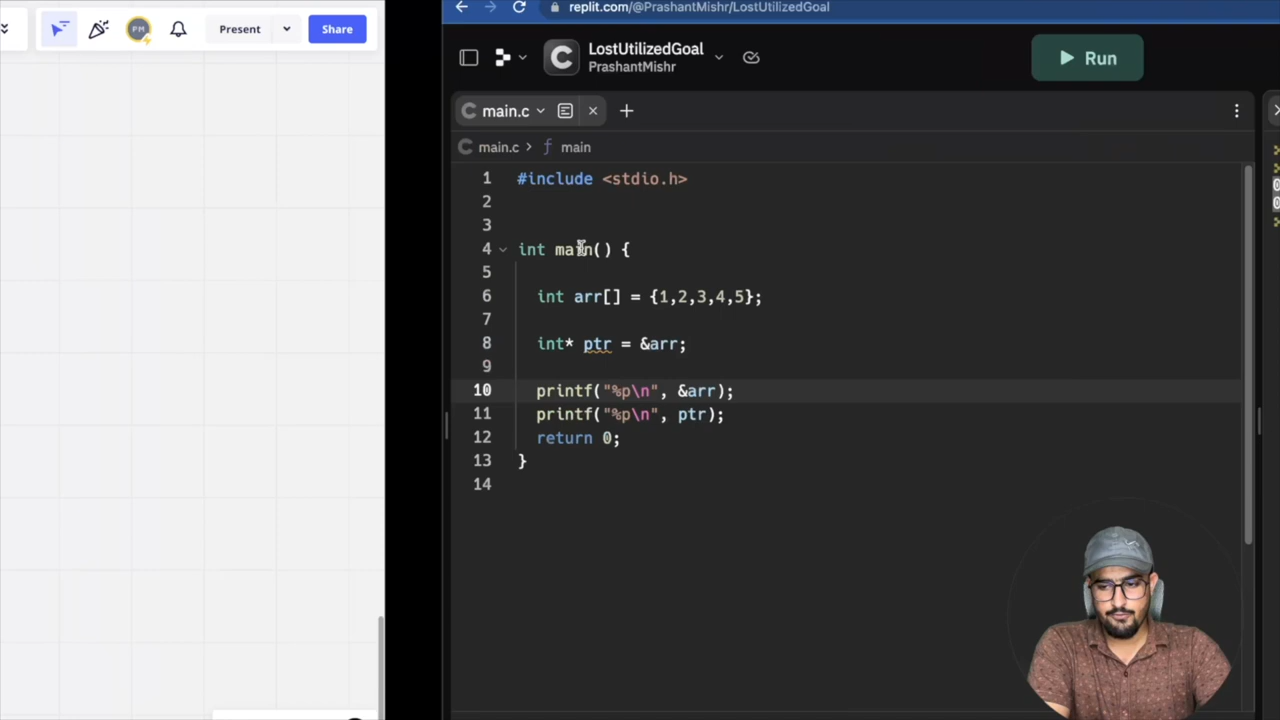 PM
Present
Share
replit.com/@PrashantMishr/LostUtilizedGoal
C
LostUtilizedGoal
PrashantMishr
Run
C main.c
C main.c > f main
1 #include <stdio.h>
2
3
4 int main() {
5
6 int arr[] = {1,2,3,4,5};
7
8 int* ptr = &arr;
9
10 printf("%p\n", &arr);
11 printf("%p\n", ptr);
12 return 0;
13 }
14